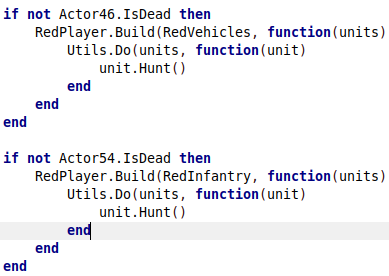 if not Actor46.IsDead then
    RedPlayer.Build(RedVehicles, function(units)
        Utils.Do(units, function(unit)
            unit.Hunt()
        end
    end
end

if not Actor54.IsDead then
    RedPlayer.Build(RedInfantry, function(units)
        Utils.Do(units, function(unit)
            unit.Hunt()
        end
    end
end